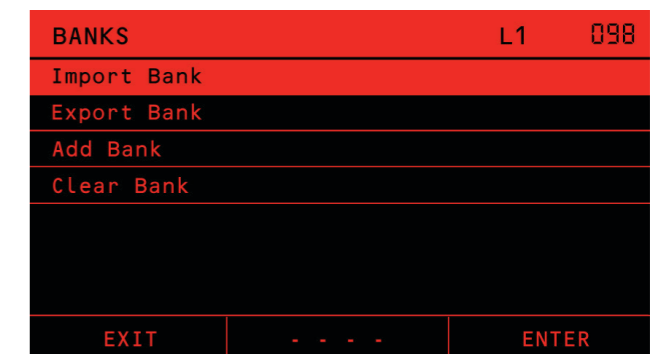 BANKS L1 098
Import Bank
Export Bank
Add Bank
Clear Bank
EXIT - - - - ENTER